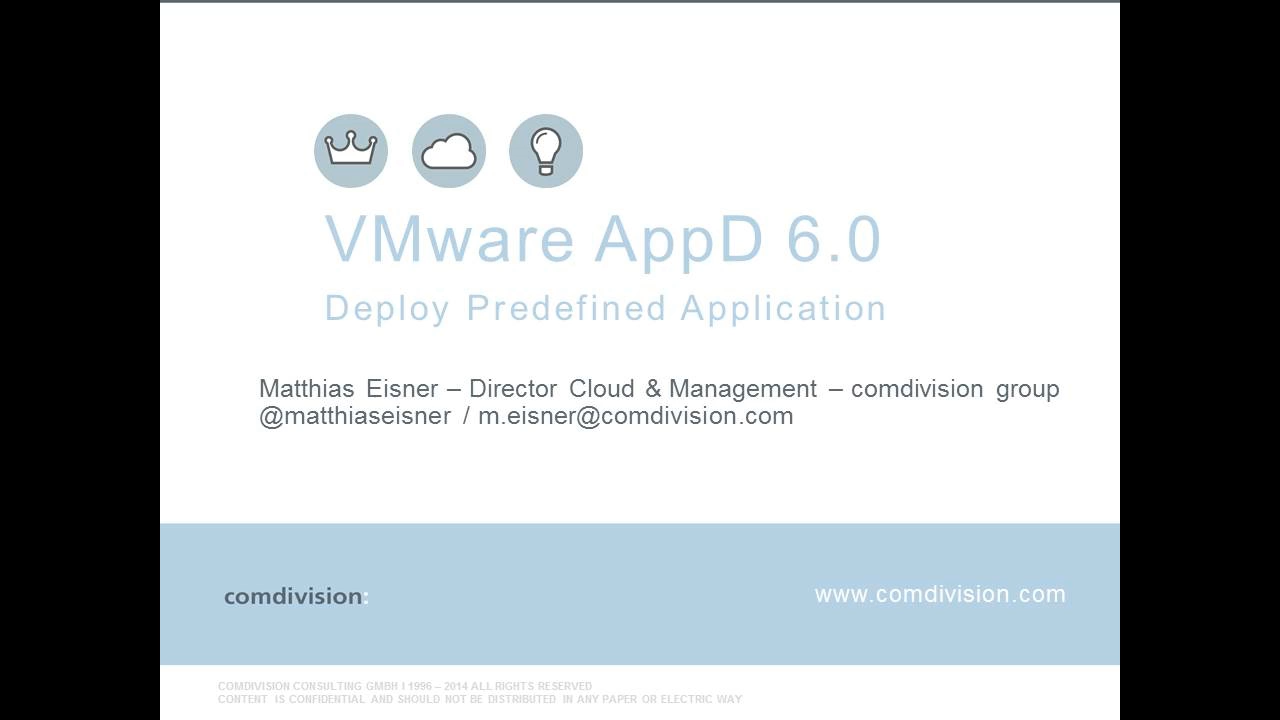 VMware AppD 6.0
Deploy Predefined Application
Matthias Eisner – Director Cloud & Management – comdivision group
@matthiaseisner / m.eisner@comdivision.com
comdivision:
www.comdivision.com
COMDIVISION CONSULTING GMBH I 1996 – 2014 ALL RIGHTS RESERVED
CONTENT IS CONFIDENTIAL AND SHOULD NOT BE DISTRIBUTED IN ANY PAPER OR ELECTRIC WAY